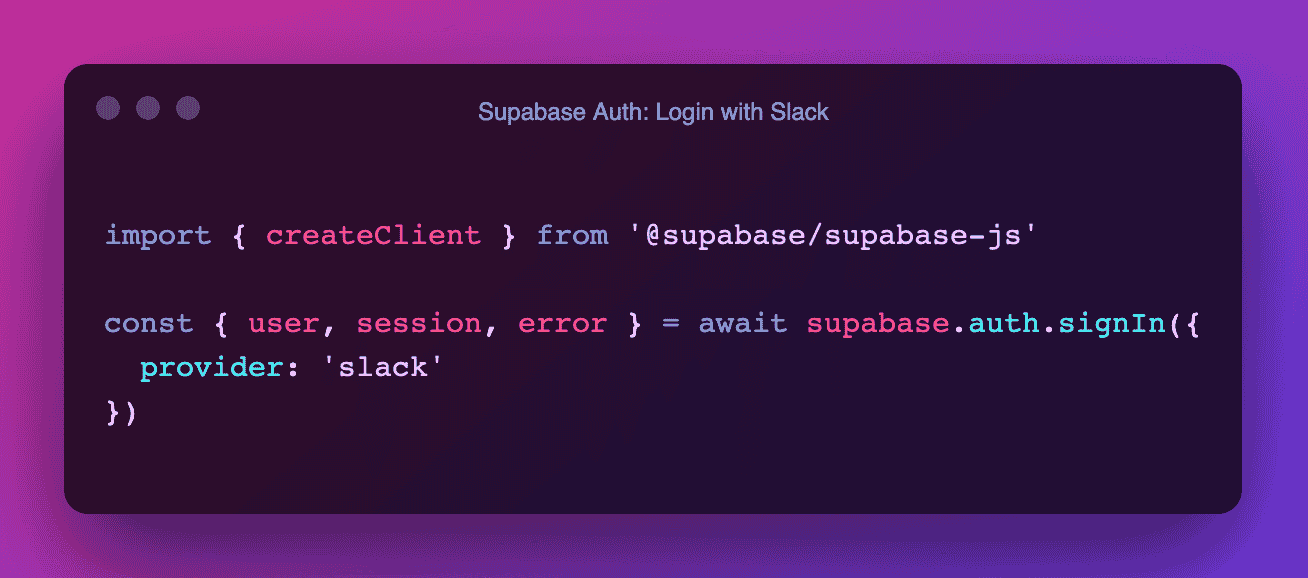 Supabase Auth: Login with Slack
import { createClient } from '@supabase/supabase-js'
const { user, session, error } = await supabase.auth.signIn({
  provider: 'slack'
})